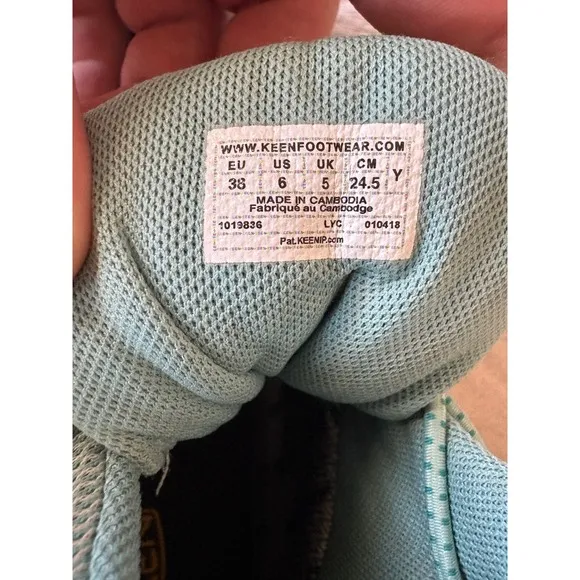 WWW.KEENFOOTWEAR.COM
EU US UK CM Y
38 6 5 24.5
MADE IN CAMBODIA
Fabriqué au Cambodge
1019836 LYC 010418
Pat.KEENIP.com